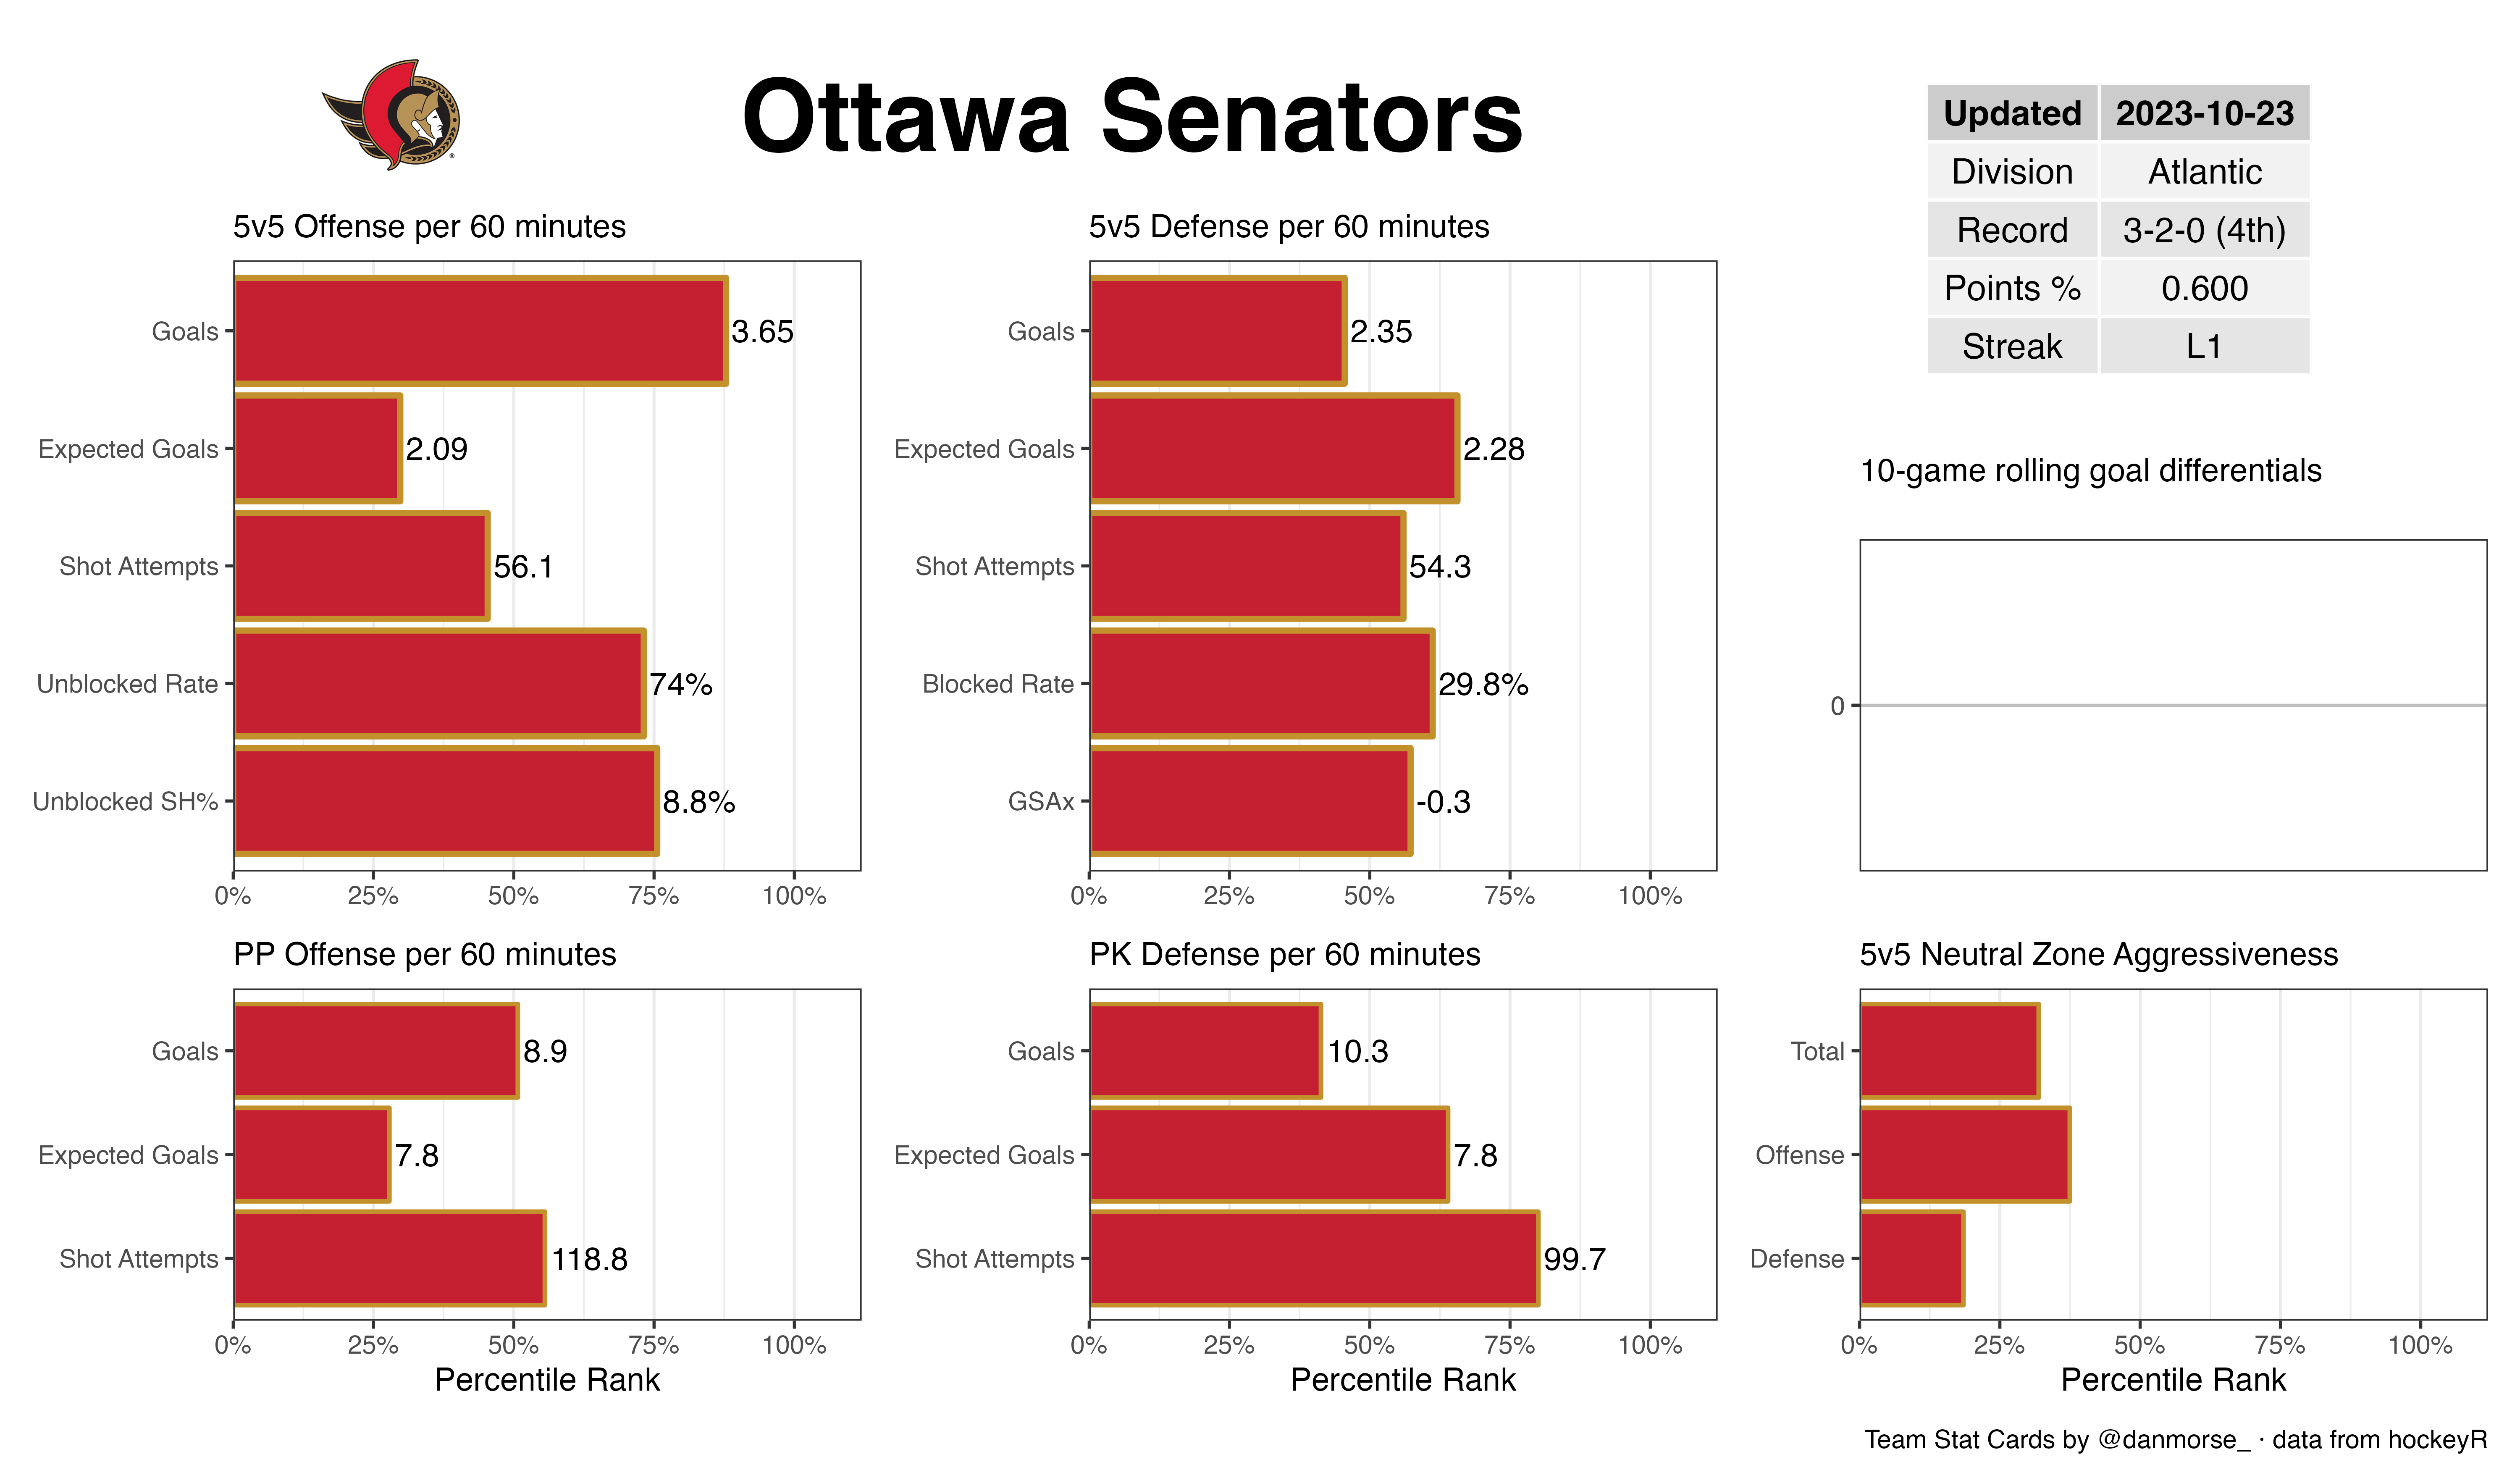 Ottawa Senators
Updated 2023-10-23
Division Atlantic
Record 3-2-0 (4th)
Points % 0.600
Streak L1
5v5 Offense per 60 minutes
Goals 3.65
Expected Goals 2.09
Shot Attempts 56.1
Unblocked Rate 74%
Unblocked SH% 8.8%
0% 25% 50% 75% 100%
5v5 Defense per 60 minutes
Goals 2.35
Expected Goals 2.28
Shot Attempts 54.3
Blocked Rate 29.8%
GSAx -0.3
0% 25% 50% 75% 100%
10-game rolling goal differentials
0
PP Offense per 60 minutes
Goals 8.9
Expected Goals 7.8
Shot Attempts 118.8
0% 25% 50% 75% 100%
Percentile Rank
PK Defense per 60 minutes
Goals 10.3
Expected Goals 7.8
Shot Attempts 99.7
0% 25% 50% 75% 100%
Percentile Rank
5v5 Neutral Zone Aggressiveness
Total
Offense
Defense
0% 25% 50% 75% 100%
Percentile Rank
Team Stat Cards by @danmorse_ · data from hockeyR